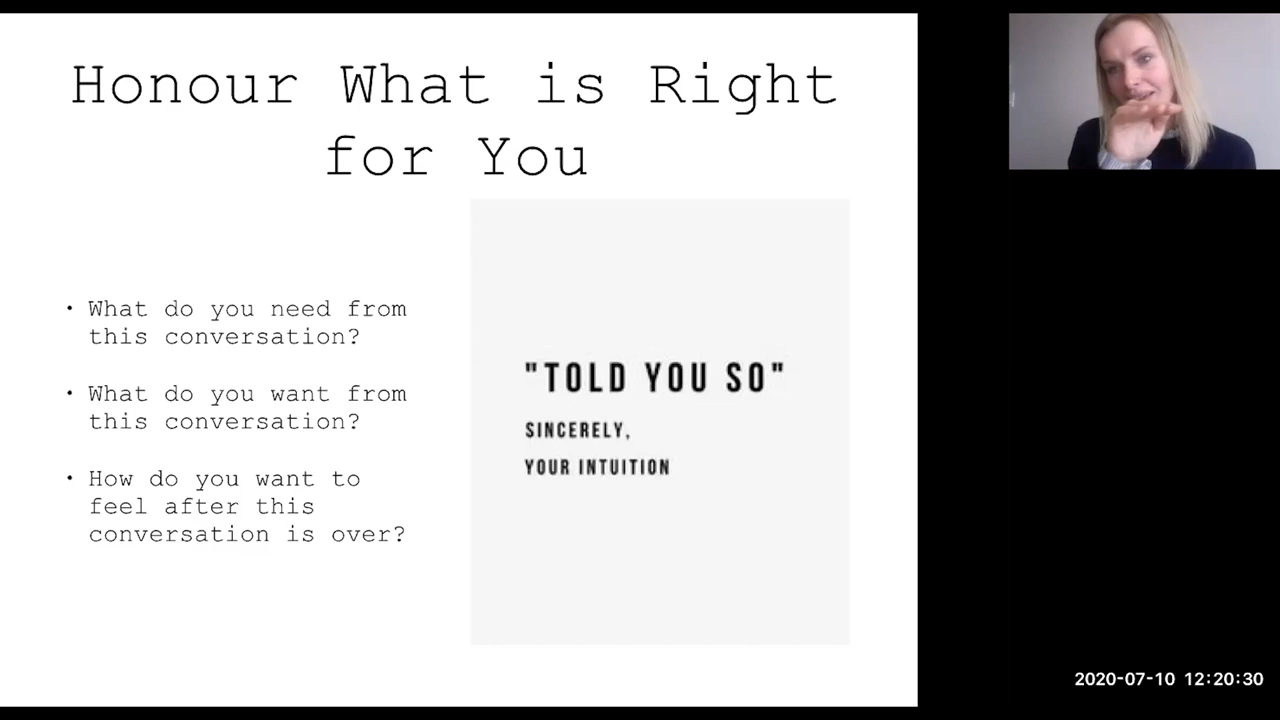 Honour What is Right
for You
• What do you need from
this conversation?
• What do you want from
this conversation?
• How do you want to
feel after this
conversation is over?
"TOLD YOU SO"
SINCERELY,
YOUR INTUITION
2020-07-10 12:20:30